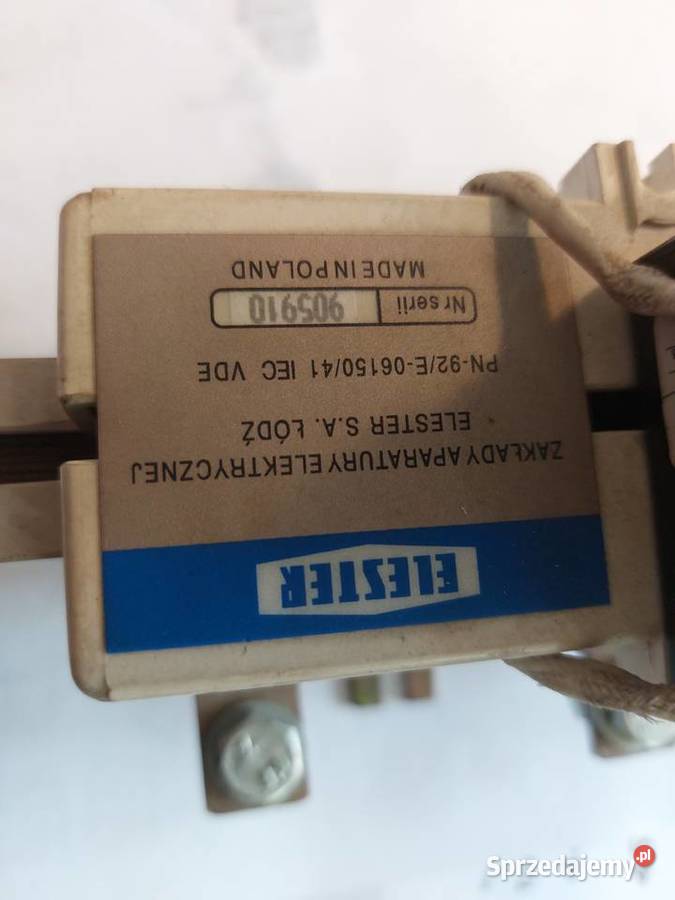 ELESTER
ZAKŁADY APARATURY ELEKTRYCZNEJ
ELESTER S.A. ŁÓDŹ
PN-92/E-06150/41 IEC VDE
Nr serii 905910
MADE IN POLAND
Sprzedajemy.pl